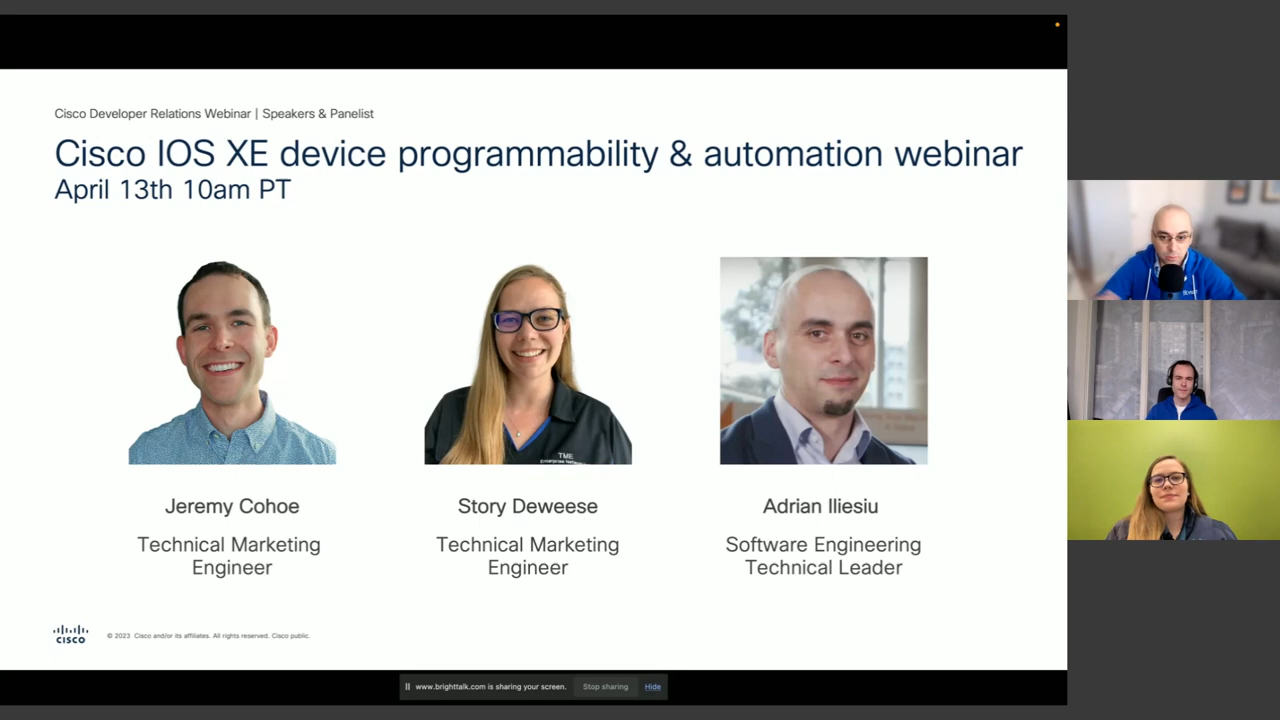 Cisco Developer Relations Webinar | Speakers & Panelist
Cisco IOS XE device programmability & automation webinar
April 13th 10am PT
TME
Jeremy Cohoe
Technical Marketing
Engineer
Story Deweese
Technical Marketing
Engineer
Adrian Iliesiu
Software Engineering
Technical Leader
CISCO
© 2023 Cisco and/or its affiliates. All rights reserved. Cisco public.
www.brighttalk.com is sharing your screen.
Stop sharing
Hide